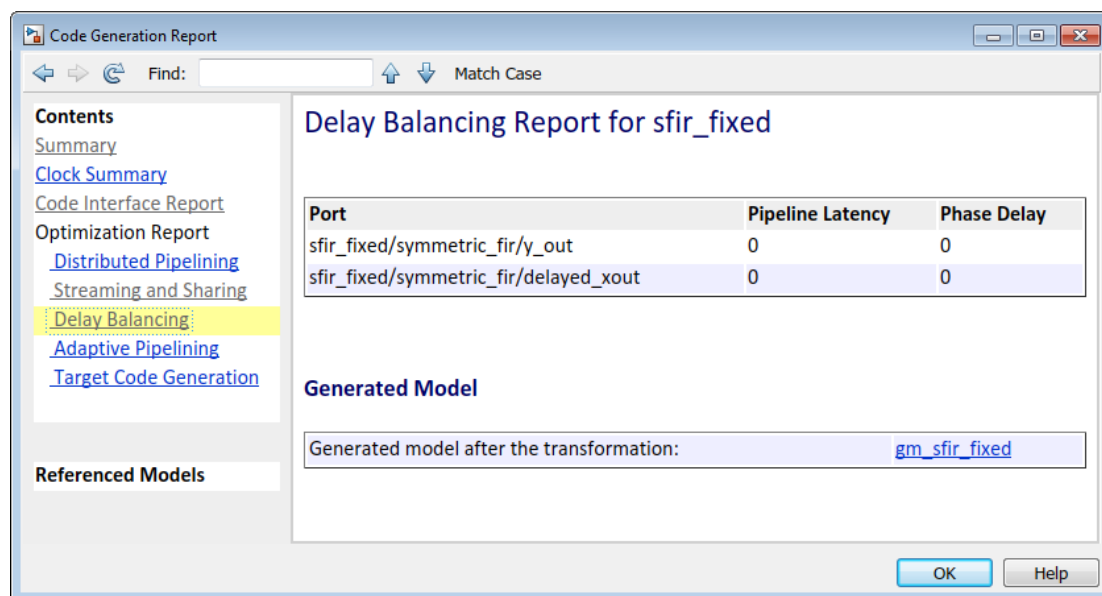 Code Generation Report
Find:
Match Case
Contents
Summary
Clock Summary
Code Interface Report
Optimization Report
Distributed Pipelining
Streaming and Sharing
Delay Balancing
Adaptive Pipelining
Target Code Generation
Referenced Models
Delay Balancing Report for sfir_fixed
Port Pipeline Latency Phase Delay
sfir_fixed/symmetric_fir/y_out 0 0
sfir_fixed/symmetric_fir/delayed_xout 0 0
Generated Model
Generated model after the transformation: gm_sfir_fixed
OK Help